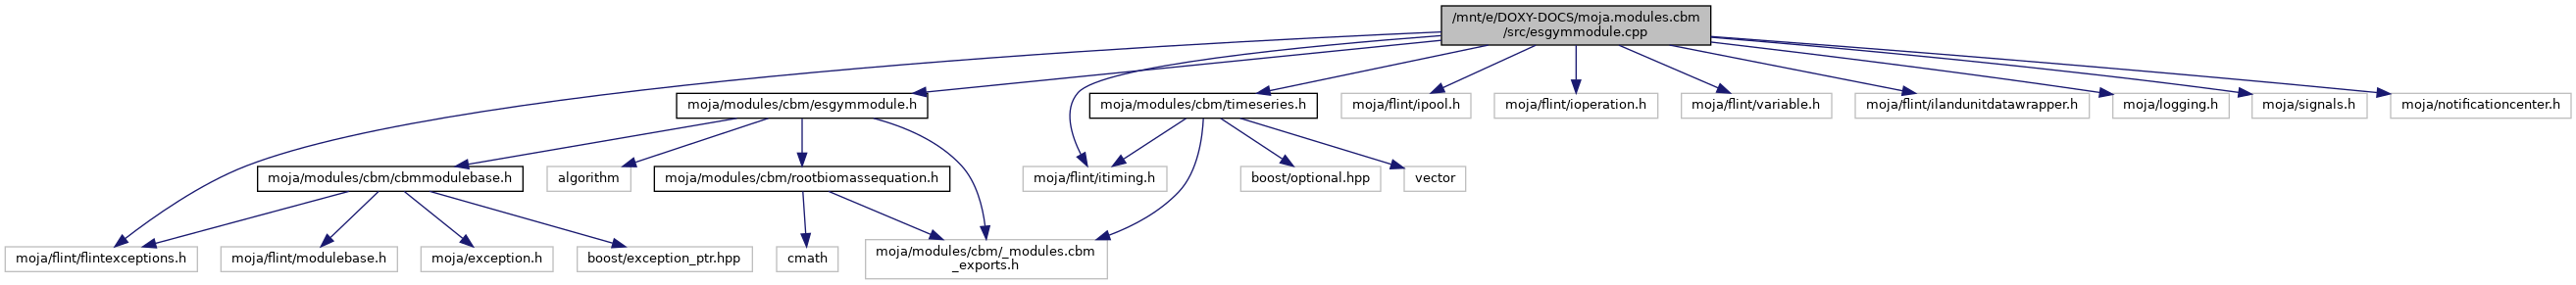 /mnt/e/DOXY-DOCS/moja.modules.cbm
/src/esgymmodule.cpp
moja/modules/cbm/esgymmodule.h
moja/modules/cbm/timeseries.h
moja/flint/ipool.h
moja/flint/ioperation.h
moja/flint/variable.h
moja/flint/ilandunitdatawrapper.h
moja/logging.h
moja/signals.h
moja/notificationcenter.h
moja/modules/cbm/cbmmodulebase.h
algorithm
moja/modules/cbm/rootbiomassequation.h
moja/flint/itiming.h
boost/optional.hpp
vector
moja/flint/flintexceptions.h
moja/flint/modulebase.h
moja/exception.h
boost/exception_ptr.hpp
cmath
moja/modules/cbm/_modules.cbm
_exports.h